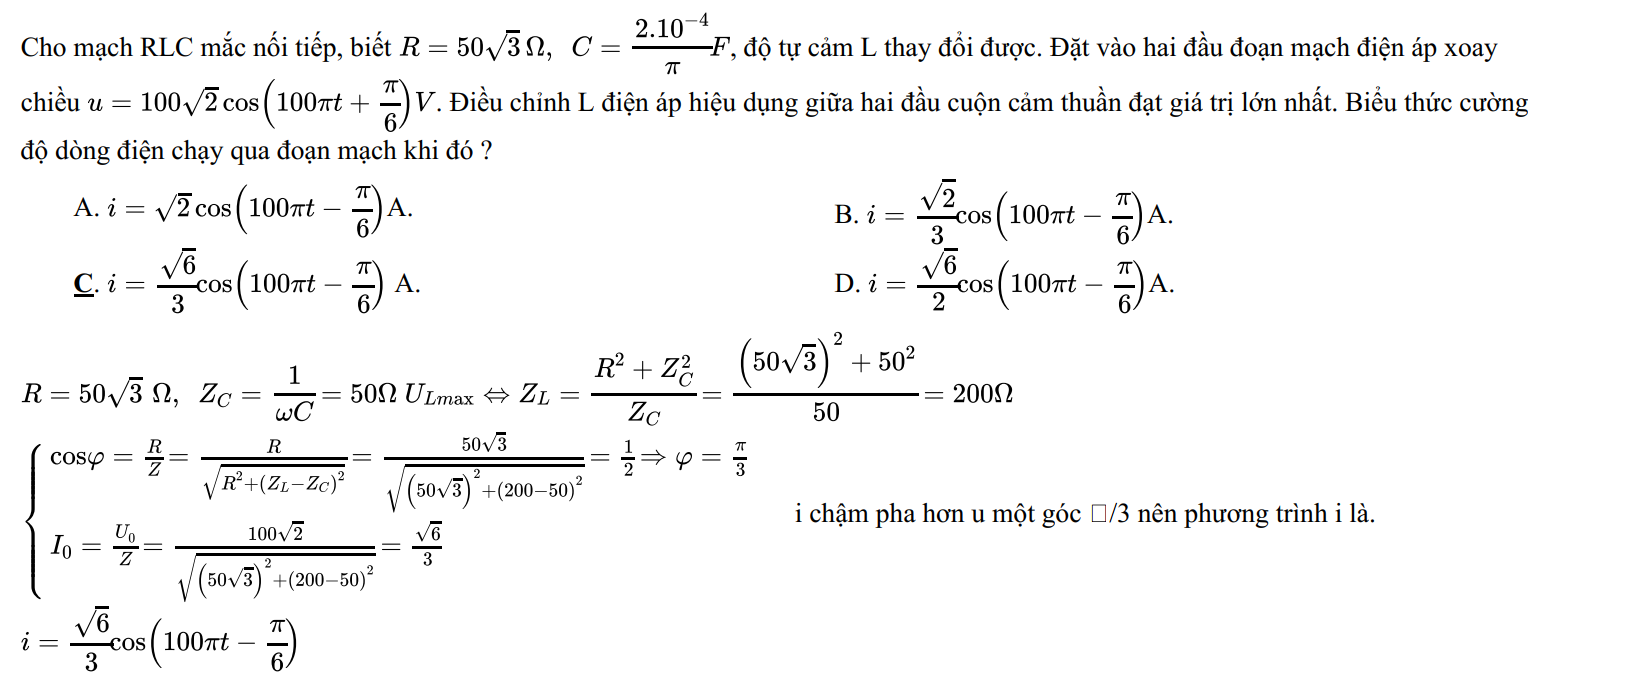 Cho mạch RLC mắc nối tiếp, biết $R = 50\sqrt{3}\,\Omega,\ \ C = \frac{2.10^{-4}}{\pi}F$, độ tự cảm L thay đổi được. Đặt vào hai đầu đoạn mạch điện áp xoay
chiều $u = 100\sqrt{2}\cos\left(100\pi t + \frac{\pi}{6}\right)V$. Điều chỉnh L điện áp hiệu dụng giữa hai đầu cuộn cảm thuần đạt giá trị lớn nhất. Biểu thức cường
độ dòng điện chạy qua đoạn mạch khi đó ?
A. $i = \sqrt{2}\cos\left(100\pi t - \frac{\pi}{6}\right)$A. B. $i = \frac{\sqrt{2}}{3}\cos\left(100\pi t - \frac{\pi}{6}\right)$A.
C. $i = \frac{\sqrt{6}}{3}\cos\left(100\pi t - \frac{\pi}{6}\right)$ A. D. $i = \frac{\sqrt{6}}{2}\cos\left(100\pi t - \frac{\pi}{6}\right)$A.
$R = 50\sqrt{3}\ \Omega,\ \ Z_C = \frac{1}{\omega C} = 50\Omega\ U_{Lmax} \Leftrightarrow Z_L = \frac{R^2 + Z_C^2}{Z_C} = \frac{\left(50\sqrt{3}\right)^2 + 50^2}{50} = 200\Omega$
$\begin{cases} \cos\varphi = \frac{R}{Z} = \frac{R}{\sqrt{R^2 + (Z_L - Z_C)^2}} = \frac{50\sqrt{3}}{\sqrt{\left(50\sqrt{3}\right)^2 + (200 - 50)^2}} = \frac{1}{2} \Rightarrow \varphi = \frac{\pi}{3} \\ I_0 = \frac{U_0}{Z} = \frac{100\sqrt{2}}{\sqrt{\left(50\sqrt{3}\right)^2 + (200 - 50)^2}} = \frac{\sqrt{6}}{3} \end{cases}$ i chậm pha hơn u một góc □/3 nên phương trình i là.
$i = \frac{\sqrt{6}}{3}\cos\left(100\pi t - \frac{\pi}{6}\right)$